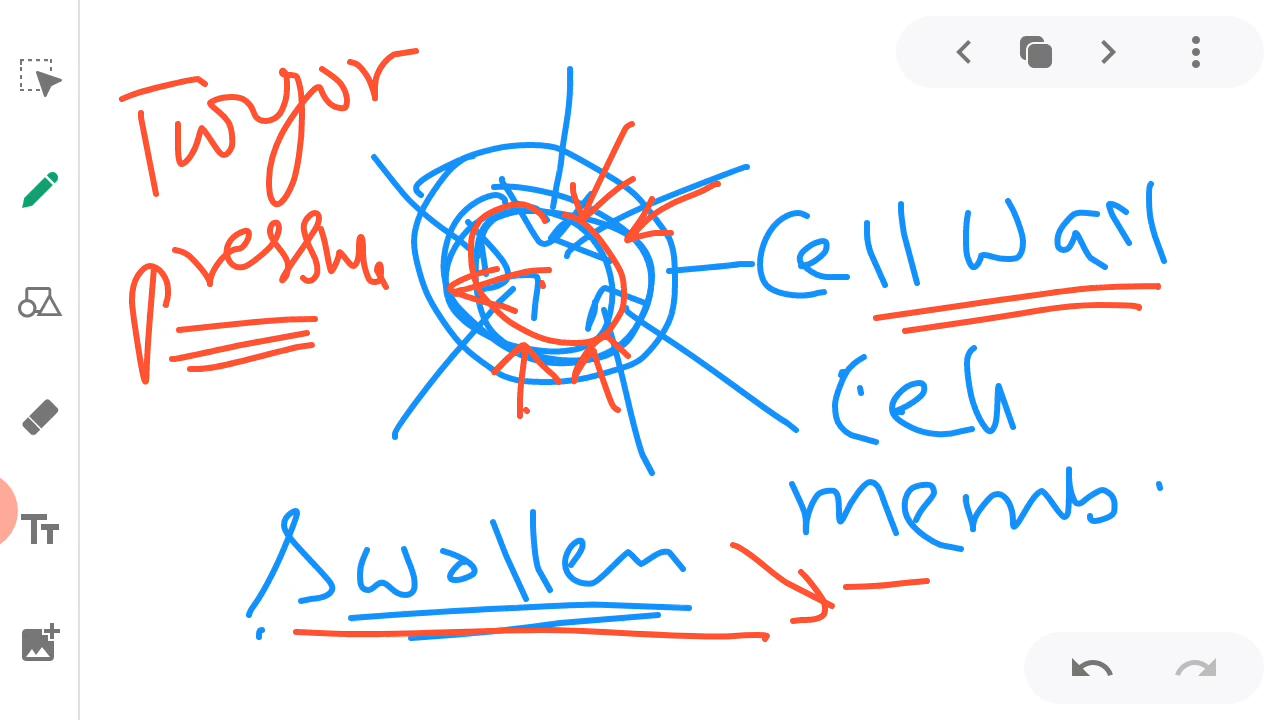 Turgor
pressure
Cell Wall
Cell
memb.
Swollen